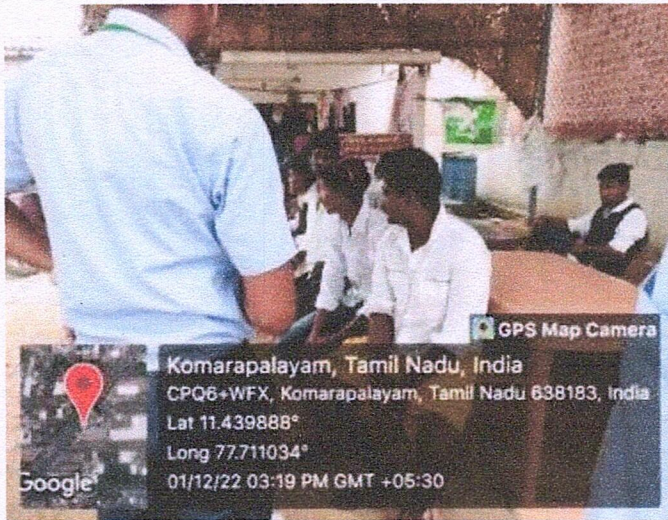 GPS Map Camera
Komarapalayam, Tamil Nadu, India
CPQ6+WFX, Komarapalayam, Tamil Nadu 638183, India
Lat 11.439888°
Long 77.711034°
01/12/22 03:19 PM GMT +05:30
Google